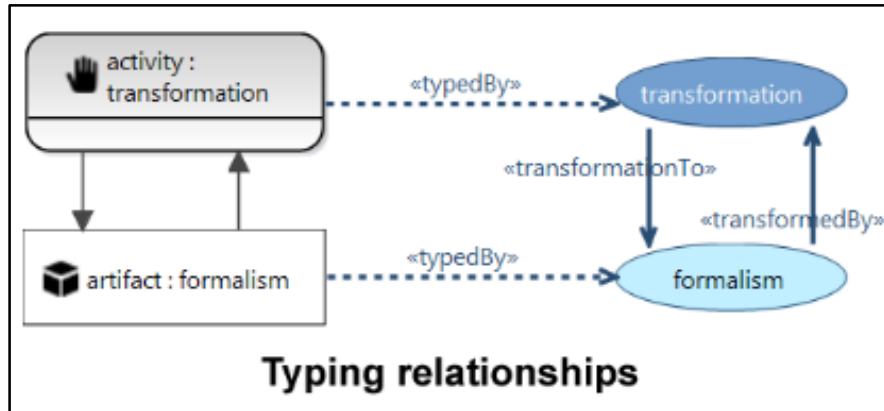 activity :
transformation
«typedBy»
transformation
«transformationTo»
«transformedBy»
artifact : formalism
«typedBy»
formalism
Typing relationships